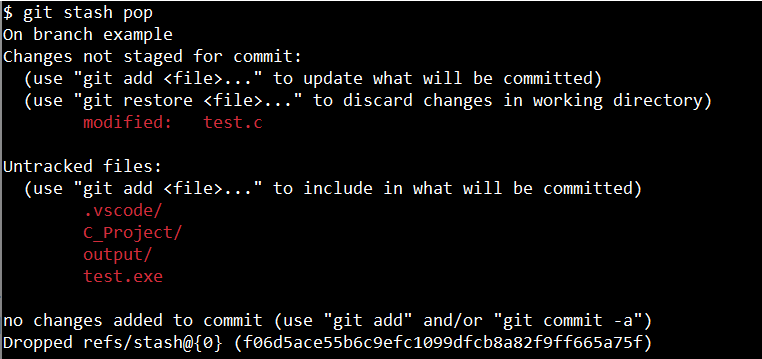 $ git stash pop
On branch example
Changes not staged for commit:
  (use "git add <file>..." to update what will be committed)
  (use "git restore <file>..." to discard changes in working directory)
        modified:   test.c

Untracked files:
  (use "git add <file>..." to include in what will be committed)
        .vscode/
        C_Project/
        output/
        test.exe

no changes added to commit (use "git add" and/or "git commit -a")
Dropped refs/stash@{0} (f06d5ace55b6c9efc1099dfcb8a82f9ff665a75f)